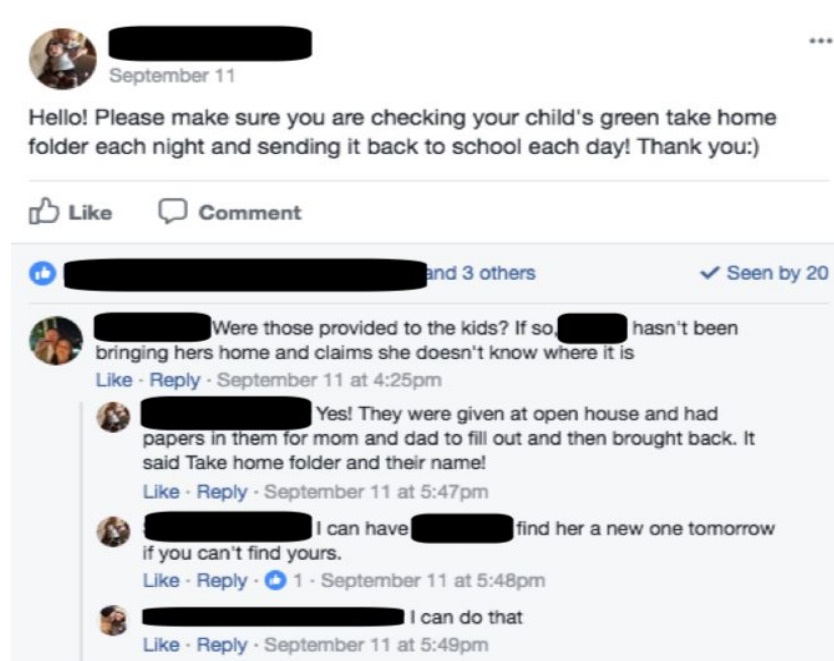 September 11
Hello! Please make sure you are checking your child's green take home
folder each night and sending it back to school each day! Thank you:)
Like Comment
and 3 others Seen by 20
Were those provided to the kids? If so, hasn't been
bringing hers home and claims she doesn't know where it is
Like · Reply · September 11 at 4:25pm
Yes! They were given at open house and had
papers in them for mom and dad to fill out and then brought back. It
said Take home folder and their name!
Like · Reply · September 11 at 5:47pm
I can have find her a new one tomorrow
if you can't find yours.
Like · Reply · 1 · September 11 at 5:48pm
I can do that
Like · Reply · September 11 at 5:49pm